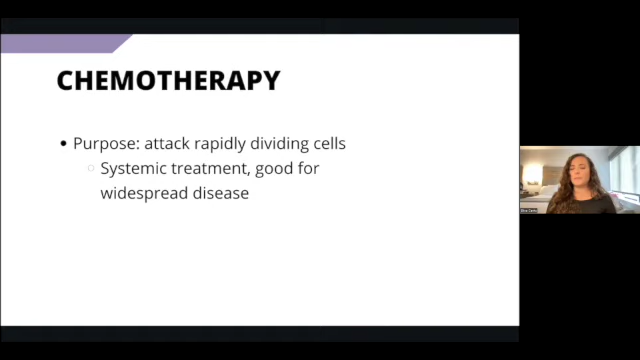 CHEMOTHERAPY
Purpose: attack rapidly dividing cells
Systemic treatment, good for
widespread disease